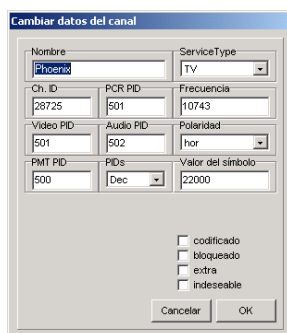 Cambiar datos del canal
Nombre ServiceType
Phoenix TV
Ch. ID PCR PID Frecuencia
28725 501 10743
Video PID Audio PID Polaridad
501 502 hor
PMT PID PIDs Valor del símbolo
500 Dec 22000
codificado
bloqueado
extra
indeseable
Cancelar OK